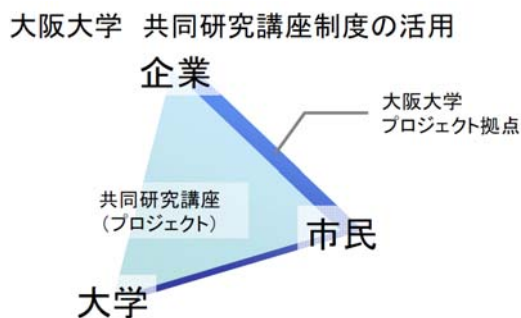 大阪大学 共同研究講座制度の活用
企業
大阪大学
プロジェクト拠点
共同研究講座
（プロジェクト）
市民
大学